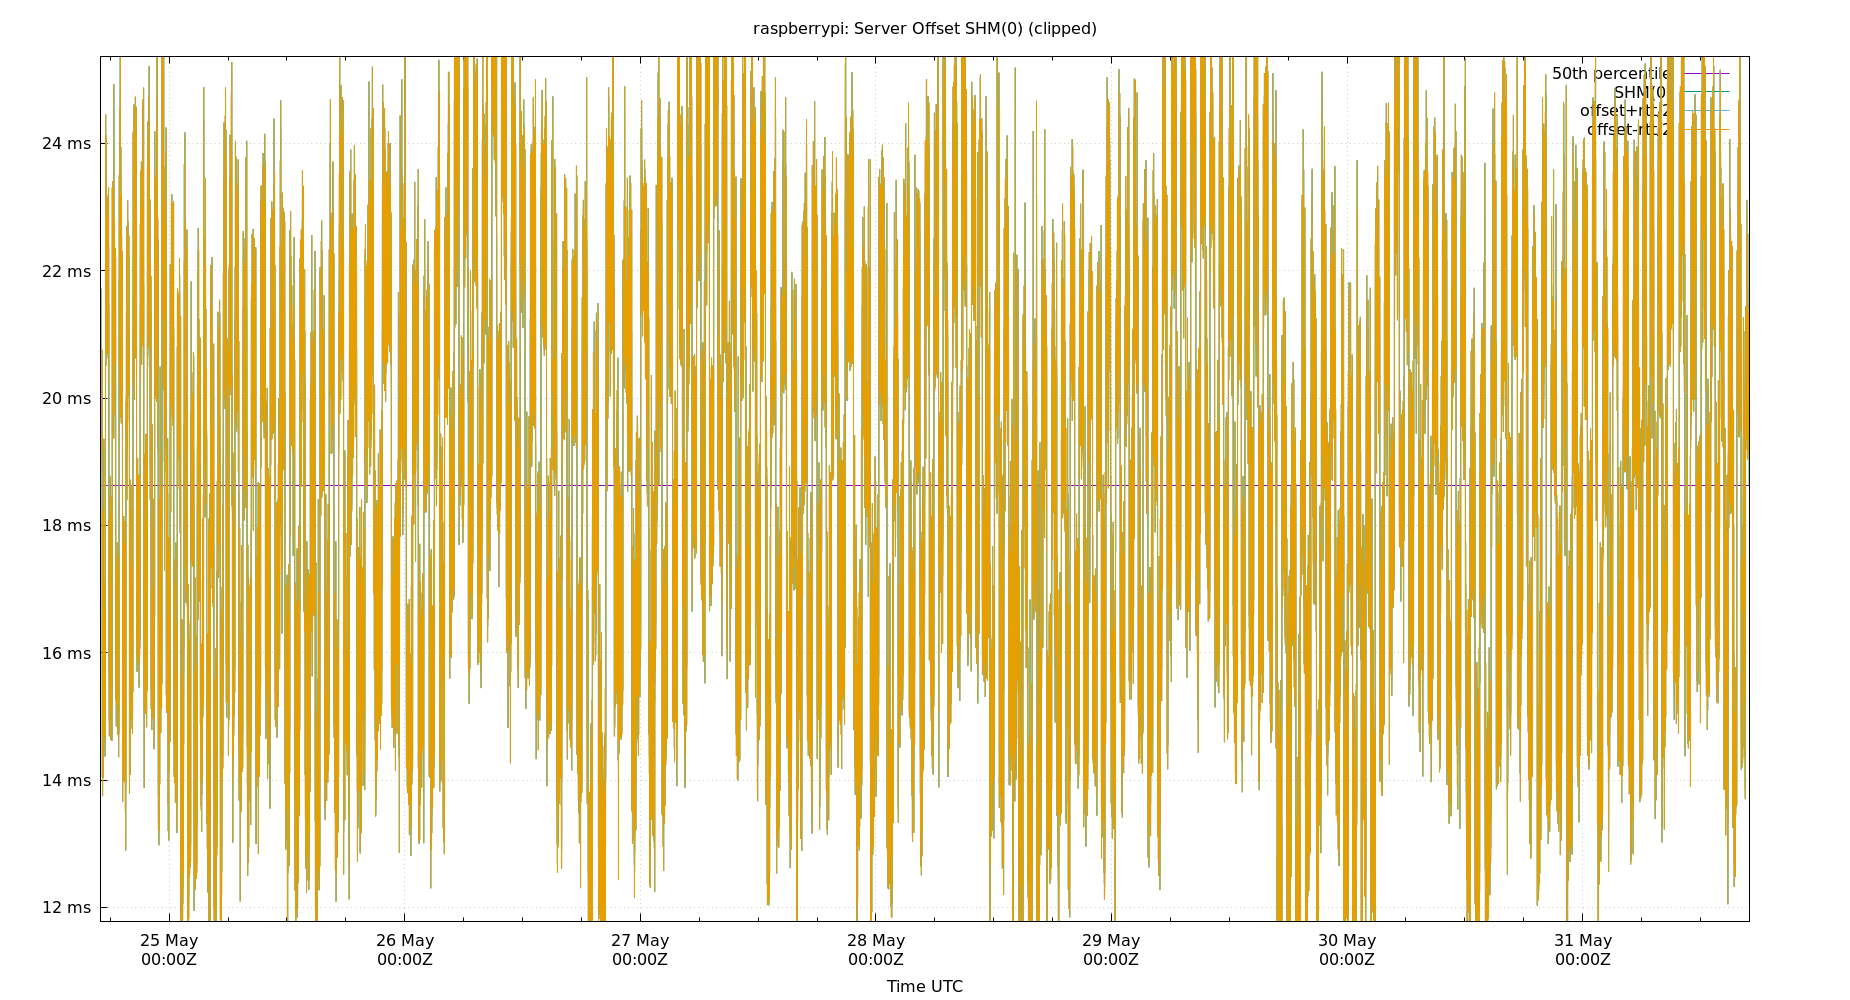 raspberrypi: Server Offset SHM(0) (clipped)
50th percentile
SHM(0)
offset+rtt/2
offset-rtt/2
24 ms
22 ms
20 ms
18 ms
16 ms
14 ms
12 ms
25 May 26 May 27 May 28 May 29 May 30 May 31 May
00:00Z 00:00Z 00:00Z 00:00Z 00:00Z 00:00Z 00:00Z
Time UTC